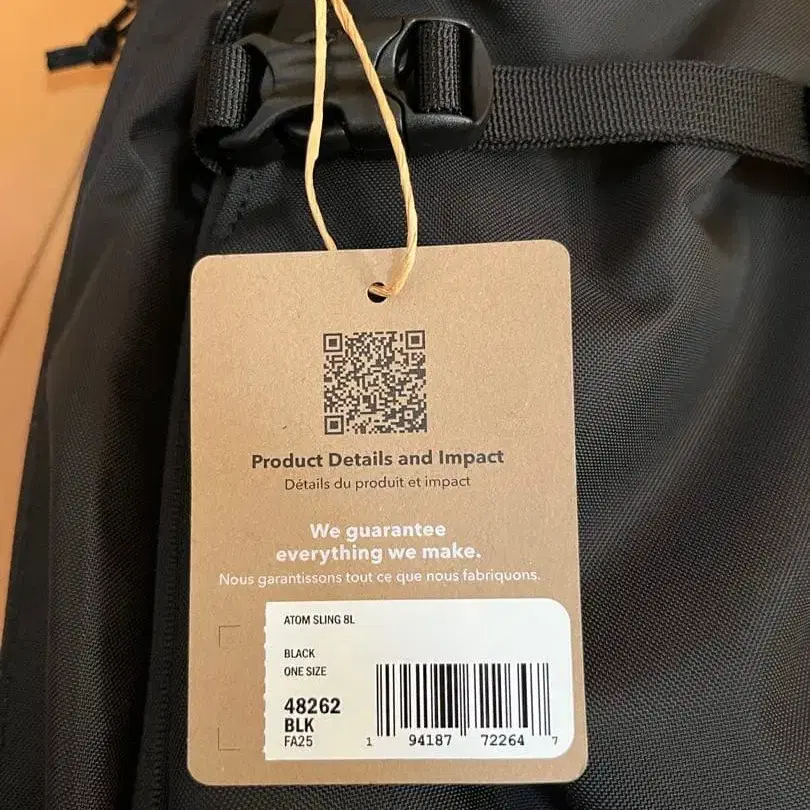 Product Details and Impact
Détails du produit et impact
We guarantee
everything we make.
Nous garantissons tout ce que nous fabriquons.
ATOM SLING 8L
BLACK
ONE SIZE
48262
BLK
FA25
1 94187 72264 7